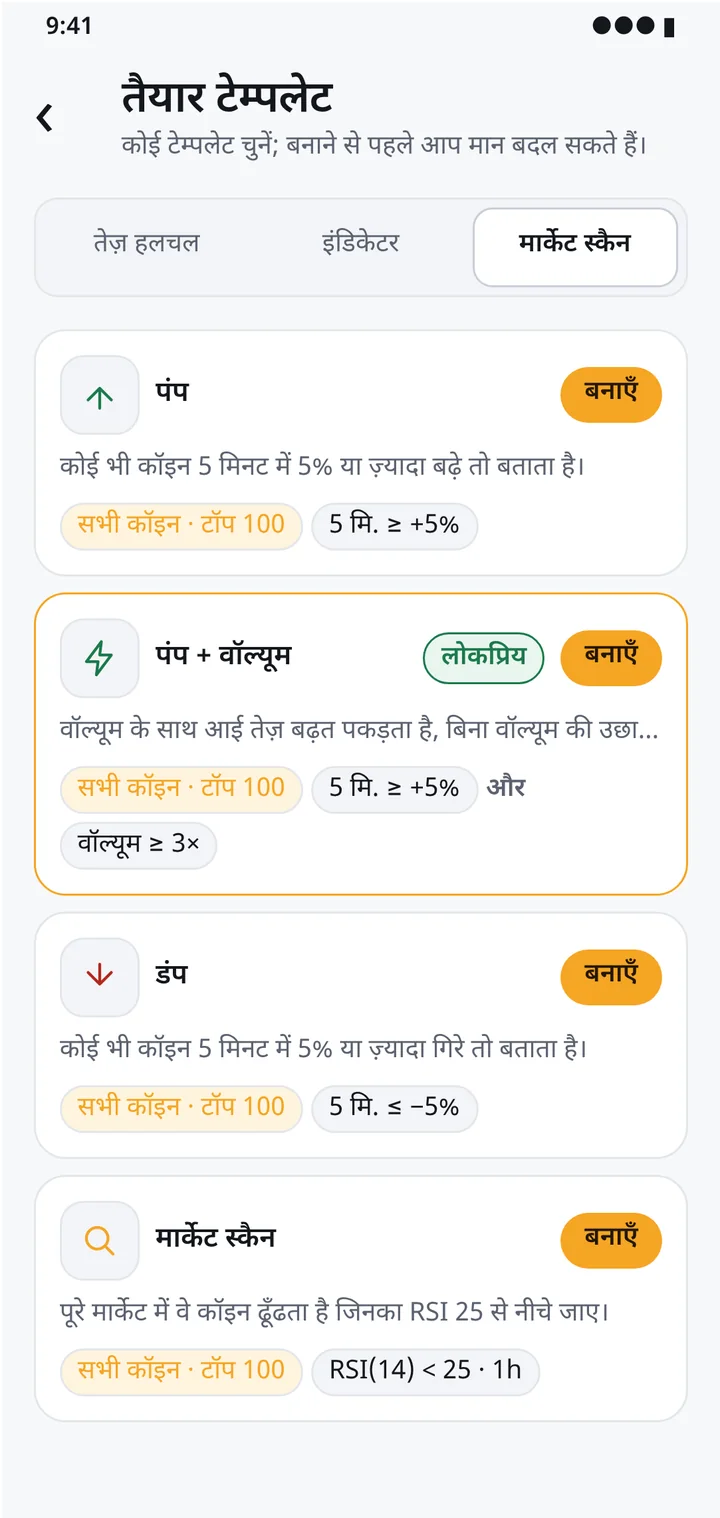 9:41
तैयार टेम्पलेट
कोई टेम्पलेट चुनें; बनाने से पहले आप मान बदल सकते हैं।
तेज़ हलचल
इंडिकेटर
मार्केट स्कैन
पंप
बनाएँ
कोई भी कॉइन 5 मिनट में 5% या ज़्यादा बढ़े तो बताता है।
सभी कॉइन · टॉप 100
5 मि. ≥ +5%
पंप + वॉल्यूम
लोकप्रिय
बनाएँ
वॉल्यूम के साथ आई तेज़ बढ़त पकड़ता है, बिना वॉल्यूम की उछा...
सभी कॉइन · टॉप 100
5 मि. ≥ +5%
और
वॉल्यूम ≥ 3×
डंप
बनाएँ
कोई भी कॉइन 5 मिनट में 5% या ज़्यादा गिरे तो बताता है।
सभी कॉइन · टॉप 100
5 मि. ≤ −5%
मार्केट स्कैन
बनाएँ
पूरे मार्केट में वे कॉइन ढूँढता है जिनका RSI 25 से नीचे जाए।
सभी कॉइन · टॉप 100
RSI(14) < 25 · 1h